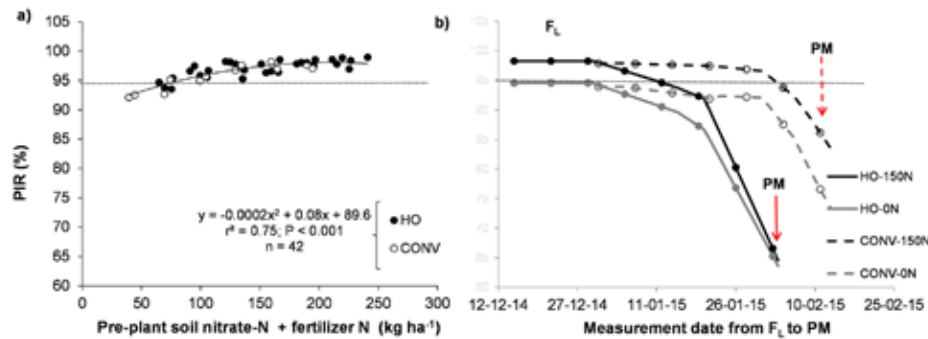 a)
PIR (%)
105
100
95
90
85
80
75
70
65
60
0
50
100
150
200
250
300
y = -0.0002x² + 0.08x + 89.6
r² = 0.75; P < 0.001
n = 42
HO
CONV
Pre-plant soil nitrate-N + fertilizer N (kg ha⁻¹)
b)
F_L
PM
PM
HO-150N
HO-0N
CONV-150N
CONV-0N
12-12-14
27-12-14
11-01-15
26-01-15
10-02-15
25-02-15
Measurement date from F_L to PM